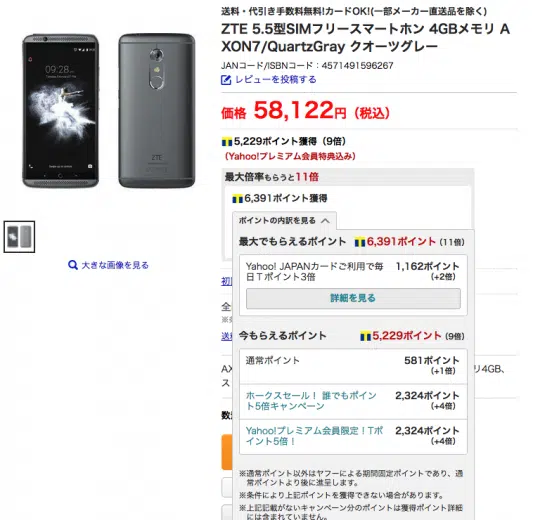 送料・代引き手数料無料!カードOK!(一部メーカー直送品を除く)
ZTE 5.5型SIMフリースマートホン 4GBメモリ A
XON7/QuartzGray クオーツグレー
JANコード/ISBNコード：4571491596267
レビューを投稿する
価格 58,122円（税込）
5,229ポイント獲得（9倍）
（Yahoo!プレミアム会員特典込み）
最大倍率もらうと11倍
6,391ポイント獲得
ポイントの内訳を見る
最大でもらえるポイント 6,391ポイント (11倍)
Yahoo! JAPANカードご利用で毎 1,162ポイント
日Tポイント3倍 (+2倍)
詳細を見る
今もらえるポイント 5,229ポイント (9倍)
通常ポイント 581ポイント
(+1倍)
ホークスセール！ 誰でもポイン 2,324ポイント
ト5倍キャンペーン (+4倍)
Yahoo!プレミアム会員限定！Tポ 2,324ポイント
イント5倍！ (+4倍)
※通常ポイント以外はヤフーによる期間固定ポイントであり、通
常ポイントより後に進呈します。
※条件により上記ポイントを獲得できない場合があります。
※上記記載がないキャンペーン分のポイントは獲得ポイント詳細
には含まれていません。
大きな画像を見る
09:28
ZTE
初
全
送
AX
リ4GB、
ス
数